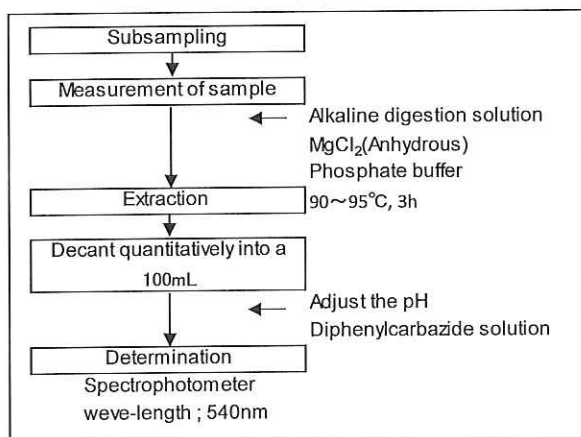 Subsampling
Measurement of sample
Alkaline digestion solution
MgCl₂(Anhydrous)
Phosphate buffer
Extraction
90～95℃, 3h
Decant quantitatively into a
100mL
Adjust the pH
Diphenylcarbazide solution
Determination
Spectrophotometer
weve-length ; 540nm